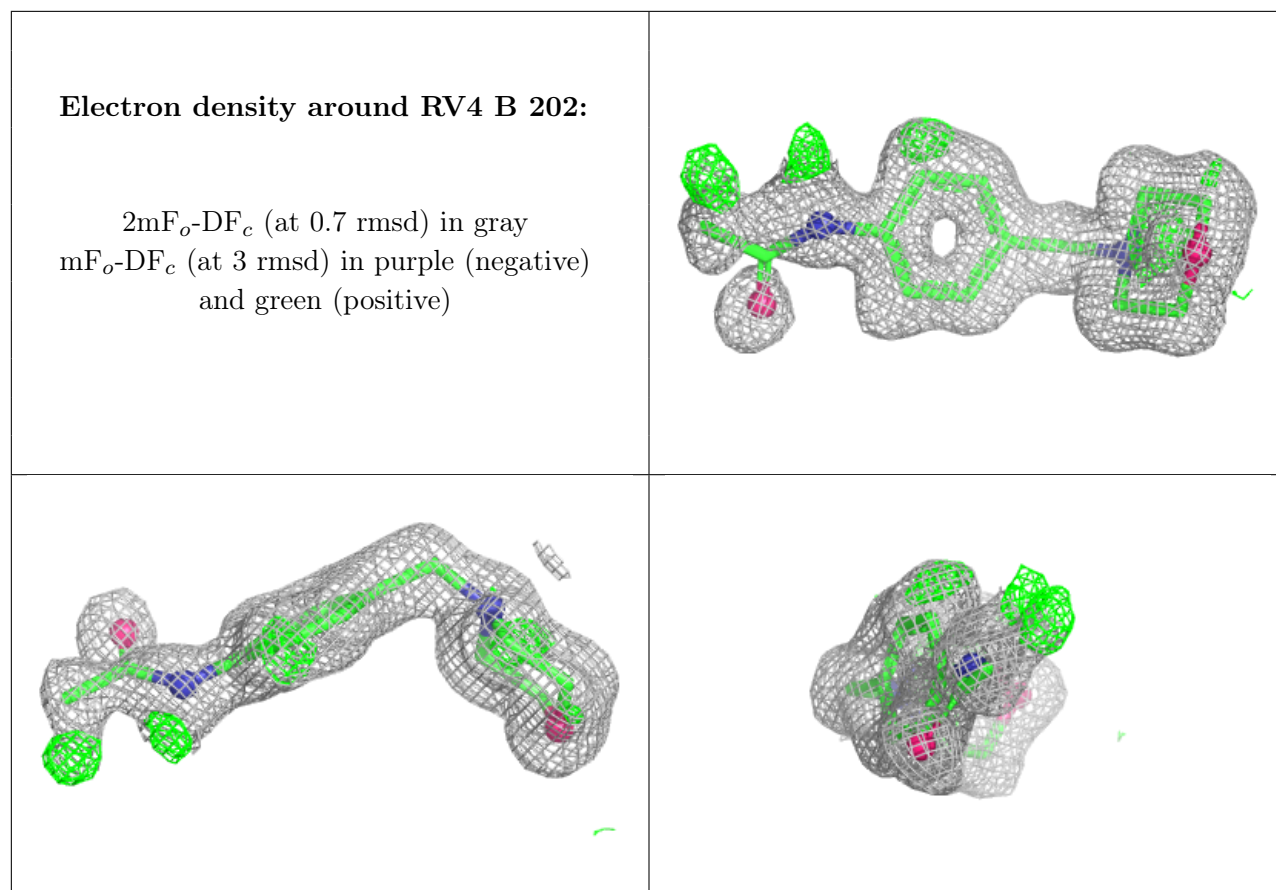 Electron density around RV4 B 202:
2mFₒ-DF𝒸 (at 0.7 rmsd) in gray
mFₒ-DF𝒸 (at 3 rmsd) in purple (negative)
and green (positive)